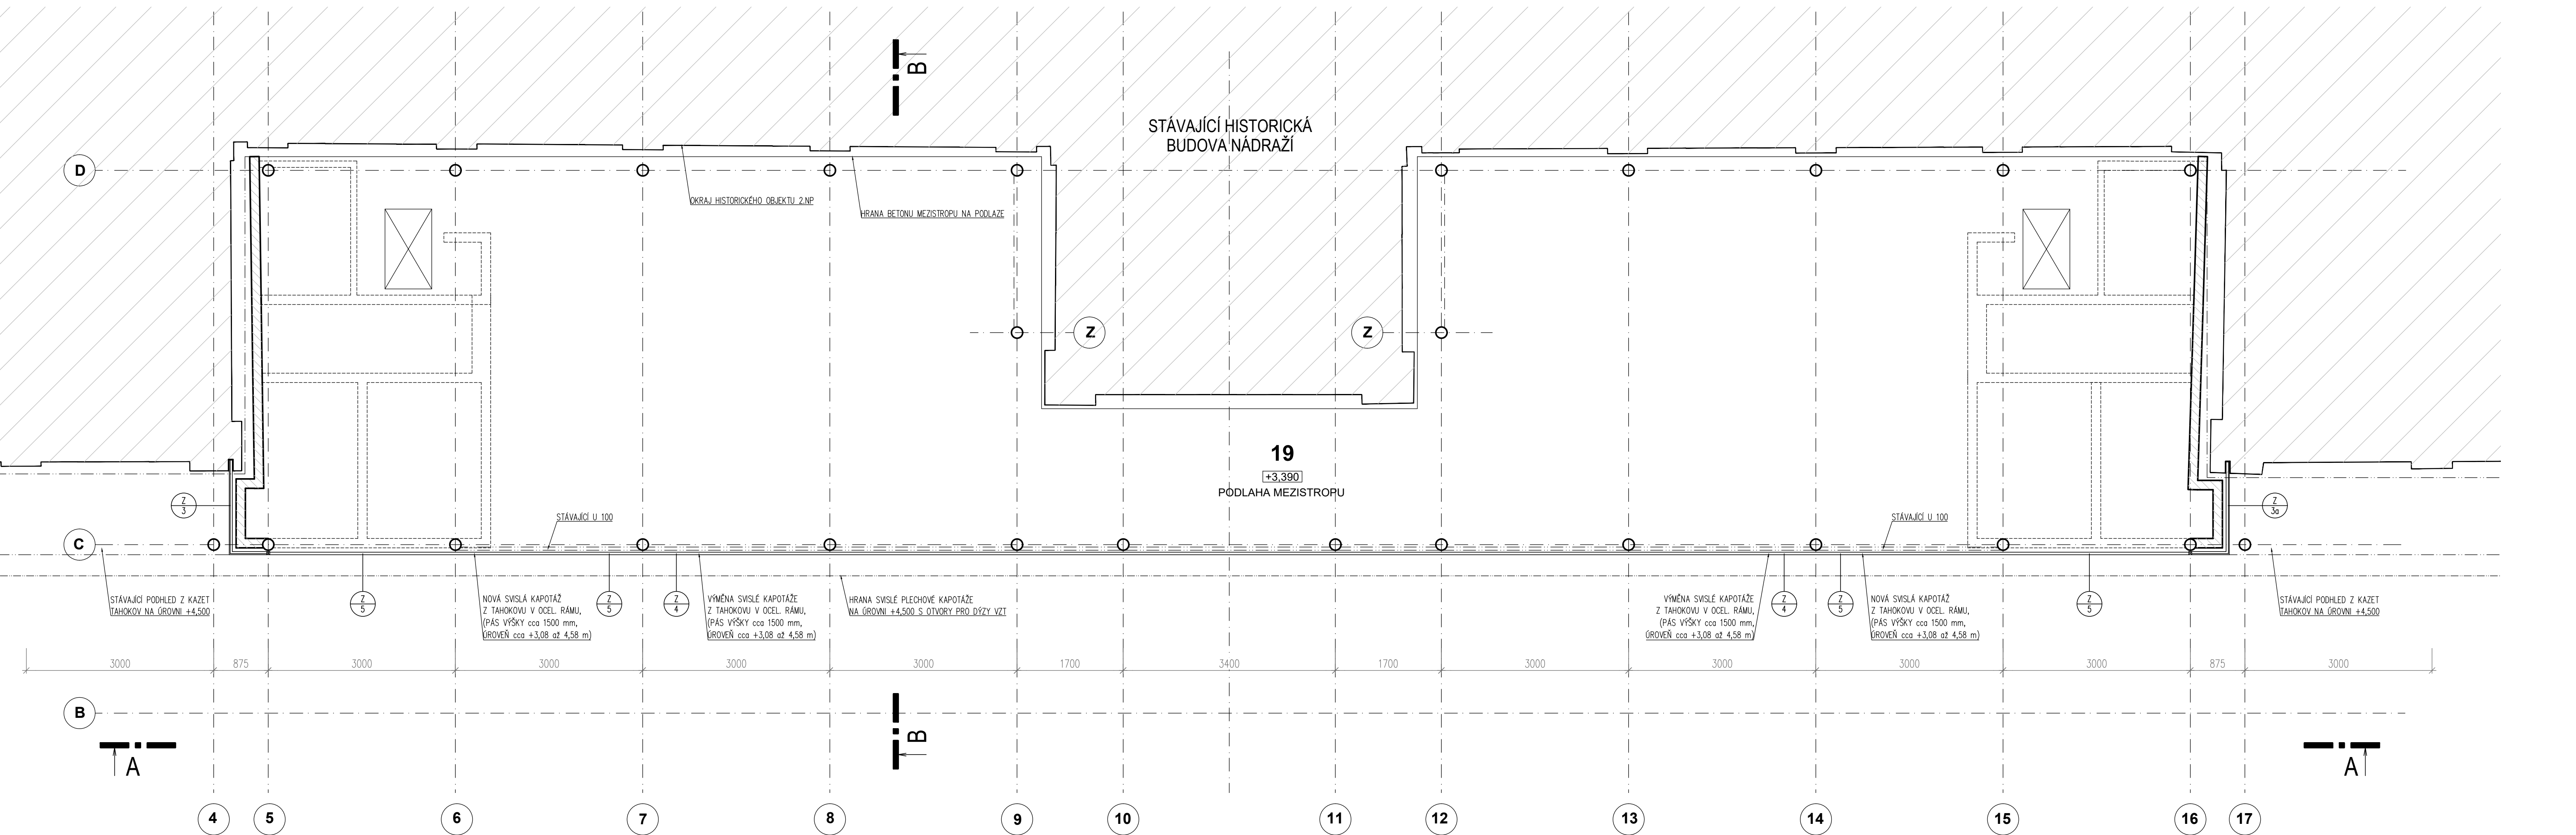 B
STÁVAJÍCÍ HISTORICKÁ
BUDOVA NÁDRAŽÍ
D
OKRAJ HISTORICKÉHO OBJEKTU 2.NP
HRANA BETONU MEZISTROPU NA PODLAZE
Z
Z
19
+3,390
PODLAHA MEZISTROPU
Z
3
Z
3a
STÁVAJÍCÍ U 100
STÁVAJÍCÍ U 100
C
STÁVAJÍCÍ PODHLED Z KAZET
TAHOKOV NA ÚROVNI +4,500
Z
5
NOVÁ SVISLÁ KAPOTÁŽ
Z TAHOKOVU V OCEL. RÁMU,
(PÁS VÝŠKY cca 1500 mm,
ÚROVEŇ cca +3,08 až 4,58 m)
Z
5
Z
4
VÝMĚNA SVISLÉ KAPOTÁŽE
Z TAHOKOVU V OCEL. RÁMU,
(PÁS VÝŠKY cca 1500 mm,
ÚROVEŇ cca +3,08 až 4,58 m)
HRANA SVISLÉ PLECHOVÉ KAPOTÁŽE
NA ÚROVNI +4,500 S OTVORY PRO DÝZY VZT
VÝMĚNA SVISLÉ KAPOTÁŽE
Z TAHOKOVU V OCEL. RÁMU,
(PÁS VÝŠKY cca 1500 mm,
ÚROVEŇ cca +3,08 až 4,58 m)
Z
4
Z
5
NOVÁ SVISLÁ KAPOTÁŽ
Z TAHOKOVU V OCEL. RÁMU,
(PÁS VÝŠKY cca 1500 mm,
ÚROVEŇ cca +3,08 až 4,58 m)
Z
5
STÁVAJÍCÍ PODHLED Z KAZET
TAHOKOV NA ÚROVNI +4,500
3000 875 3000 3000 3000 3000 1700 3400 1700 3000 3000 3000 3000 875 3000
B
B
A
A
4 5 6 7 8 9 10 11 12 13 14 15 16 17